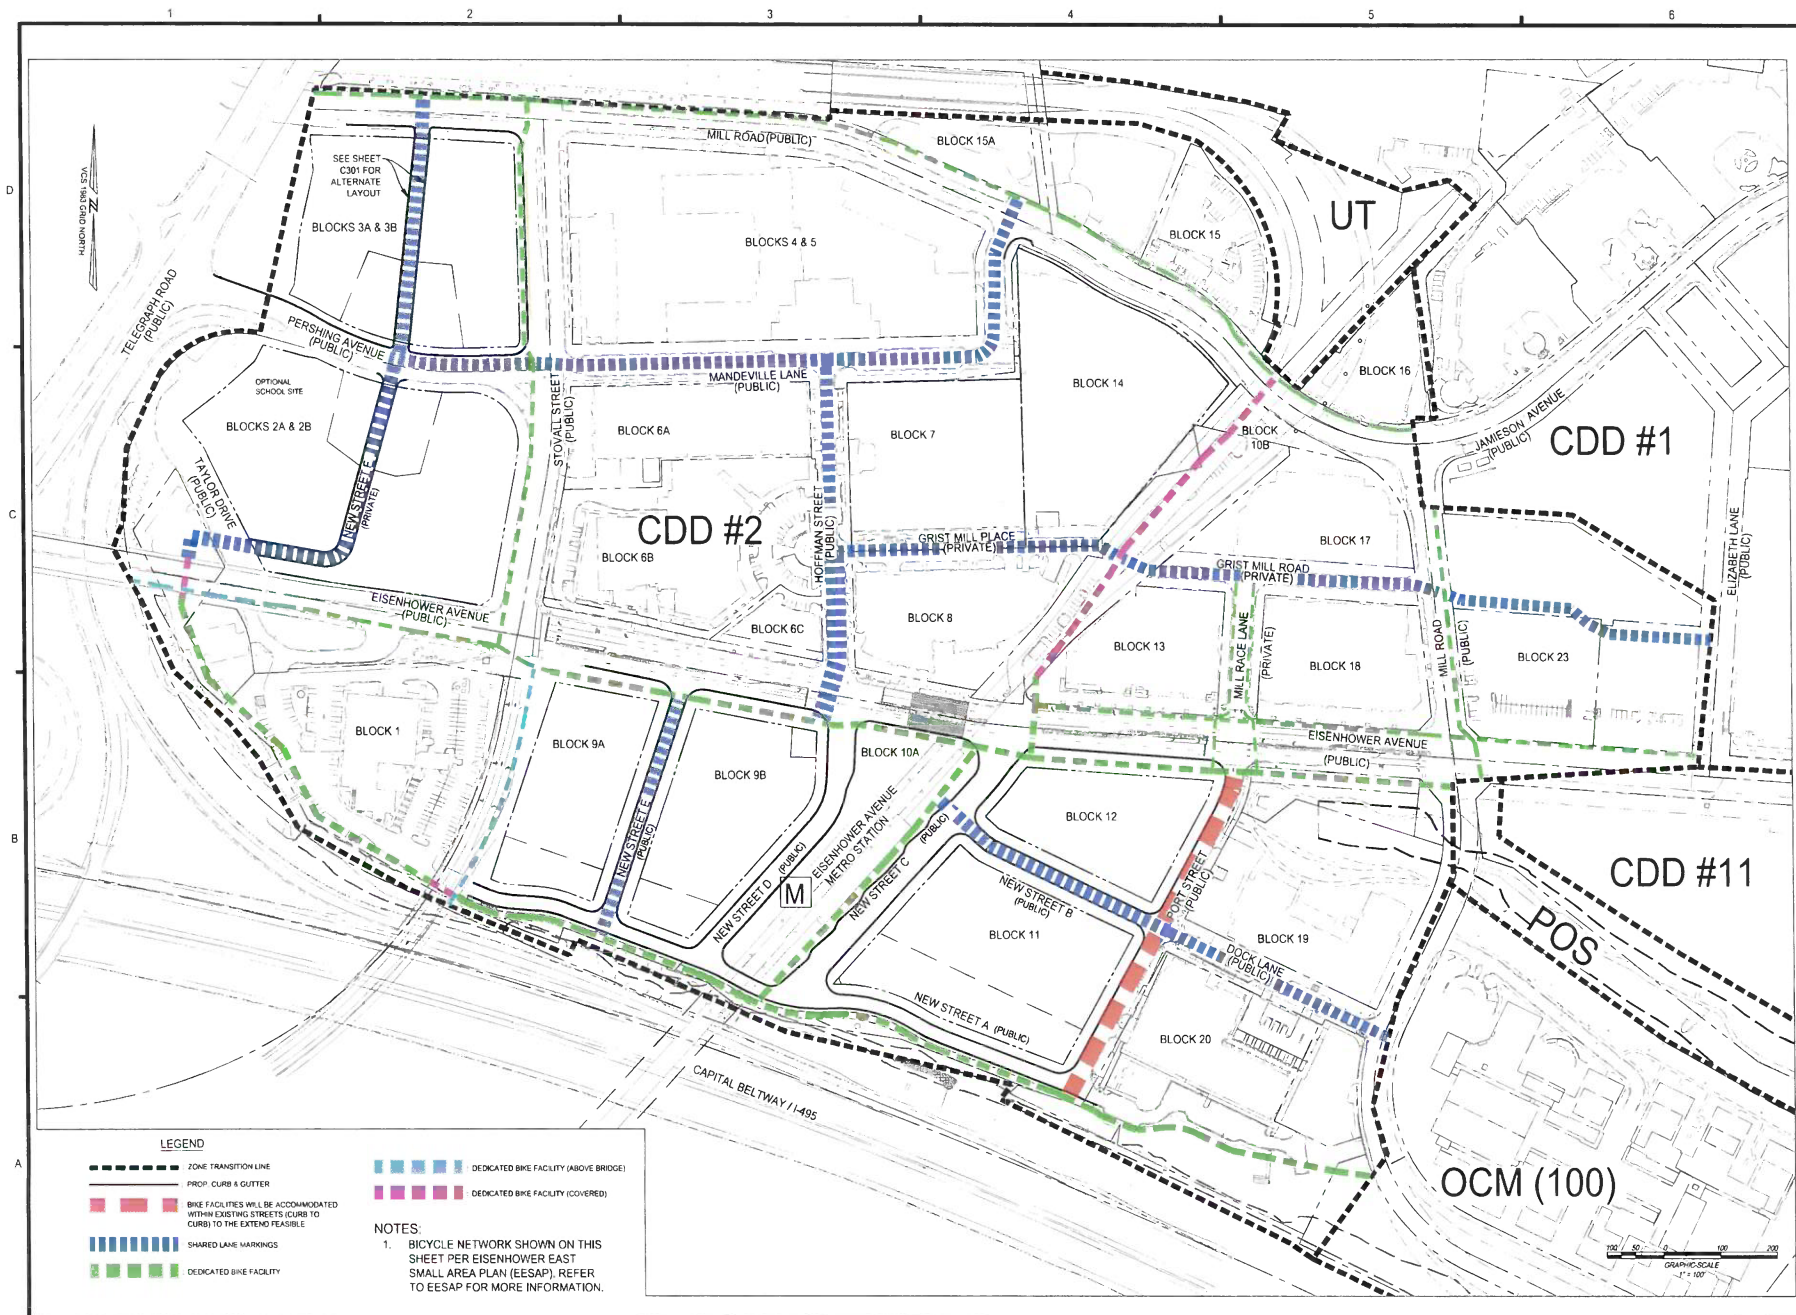 1
2
3
4
5
6
D
C
B
A
VCS 1983 GRID NORTH
N
MILL ROAD (PUBLIC)
BLOCK 15A
SEE SHEET
C301 FOR
ALTERNATE
LAYOUT
BLOCKS 3A & 3B
BLOCKS 4 & 5
BLOCK 15
UT
TELEGRAPH ROAD
(PUBLIC)
PERSHING AVENUE
(PUBLIC)
MANDEVILLE LANE
(PUBLIC)
BLOCK 14
BLOCK 16
OPTIONAL
SCHOOL SITE
BLOCKS 2A & 2B
STOVALL STREET
(PUBLIC)
BLOCK 6A
BLOCK 7
BLOCK
10B
JAMIESON AVENUE
(PUBLIC)
CDD #1
TAYLOR DRIVE
(PUBLIC)
NEW STREET E
(PRIVATE)
CDD #2
BLOCK 6B
HOFFMAN STREET
(PUBLIC)
GRIST MILL PLACE
(PRIVATE)
BLOCK 17
GRIST MILL ROAD
(PRIVATE)
ELIZABETH LANE
(PUBLIC)
EISENHOWER AVENUE
(PUBLIC)
BLOCK 6C
BLOCK 8
BLOCK 13
MILL RACE LANE
(PRIVATE)
BLOCK 18
MILL ROAD
(PUBLIC)
BLOCK 23
BLOCK 1
BLOCK 9A
BLOCK 9B
BLOCK 10A
EISENHOWER AVENUE
(PUBLIC)
NEW STREET E
(PUBLIC)
NEW STREET D (PUBLIC)
EISENHOWER AVENUE
METRO STATION
M
NEW STREET C (PUBLIC)
BLOCK 12
NEW STREET B
(PUBLIC)
PORT STREET
(PUBLIC)
CDD #11
POS
BLOCK 11
BLOCK 19
DOCK LANE
(PUBLIC)
NEW STREET A (PUBLIC)
BLOCK 20
CAPITAL BELTWAY / I-495
OCM (100)
LEGEND
ZONE TRANSITION LINE
PROP. CURB & GUTTER
BIKE FACILITIES WILL BE ACCOMMODATED
WITHIN EXISTING STREETS (CURB TO
CURB) TO THE EXTEND FEASIBLE
SHARED LANE MARKINGS
DEDICATED BIKE FACILITY
DEDICATED BIKE FACILITY (ABOVE BRIDGE)
DEDICATED BIKE FACILITY (COVERED)
NOTES:
1. BICYCLE NETWORK SHOWN ON THIS
SHEET PER EISENHOWER EAST
SMALL AREA PLAN (EESAP). REFER
TO EESAP FOR MORE INFORMATION.
100 50 0 100 200
GRAPHIC SCALE
1" = 100'